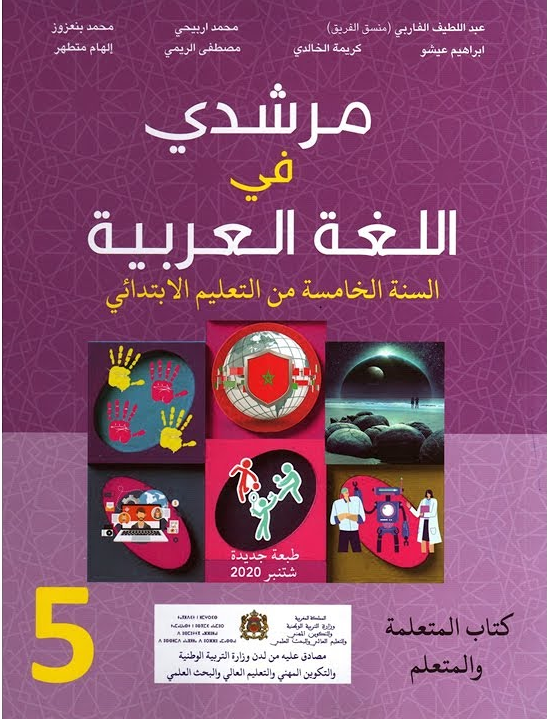 عبد اللطيف الفاربي (منسق الفريق) محمد اربيحي محمد بنعزوز
ابراهيم عيشو كريمة الخالدي مصطفى الريمي إلهام متطهر
مرشدي
في
اللغة العربية
السنة الخامسة من التعليم الابتدائي
طبعة جديدة
شتنبر 2020
5
كتاب المتعلمة
والمتعلم
المملكة المغربية
وزارة التربية الوطنية
والتكوين المهني
والتعليم العالي والبحث العلمي
مصادق عليه من لدن وزارة التربية الوطنية
والتكوين المهني والتعليم العالي والبحث العلمي